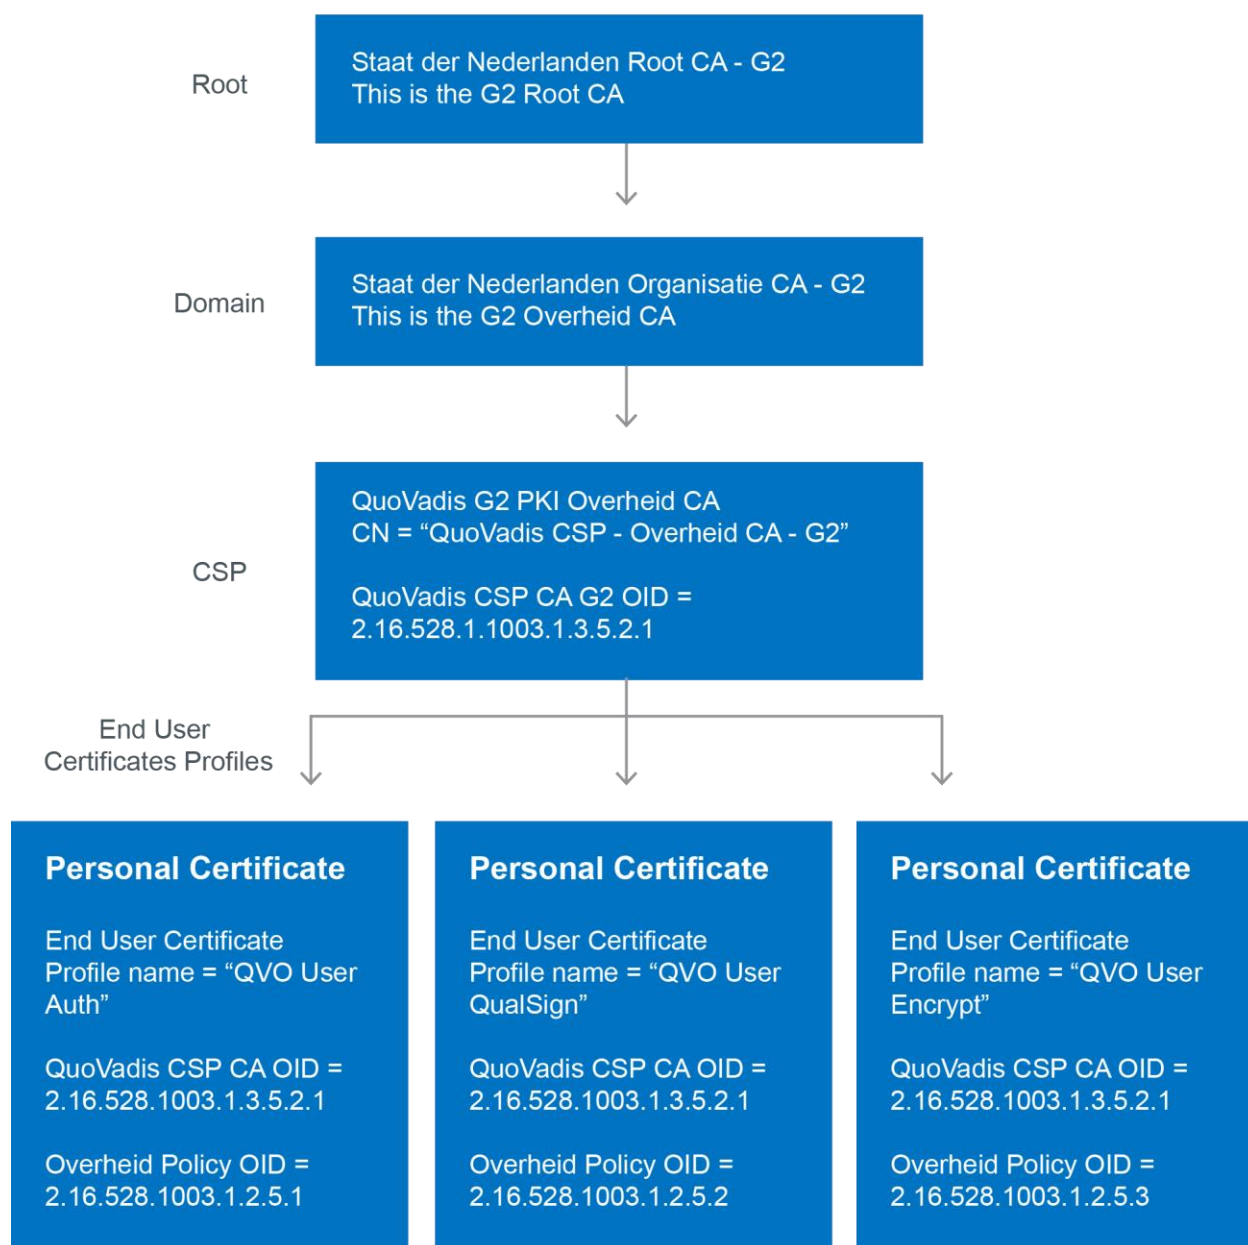 Root
Staat der Nederlanden Root CA - G2
This is the G2 Root CA
Domain
Staat der Nederlanden Organisatie CA - G2
This is the G2 Overheid CA
CSP
QuoVadis G2 PKI Overheid CA
CN = “QuoVadis CSP - Overheid CA - G2”
QuoVadis CSP CA G2 OID =
2.16.528.1.1003.1.3.5.2.1
End User
Certificates Profiles
Personal Certificate
End User Certificate
Profile name = “QVO User
Auth”
QuoVadis CSP CA OID =
2.16.528.1003.1.3.5.2.1
Overheid Policy OID =
2.16.528.1003.1.2.5.1
Personal Certificate
End User Certificate
Profile name = “QVO User
QualSign”
QuoVadis CSP CA OID =
2.16.528.1003.1.3.5.2.1
Overheid Policy OID =
2.16.528.1003.1.2.5.2
Personal Certificate
End User Certificate
Profile name = “QVO User
Encrypt”
QuoVadis CSP CA OID =
2.16.528.1003.1.3.5.2.1
Overheid Policy OID =
2.16.528.1003.1.2.5.3